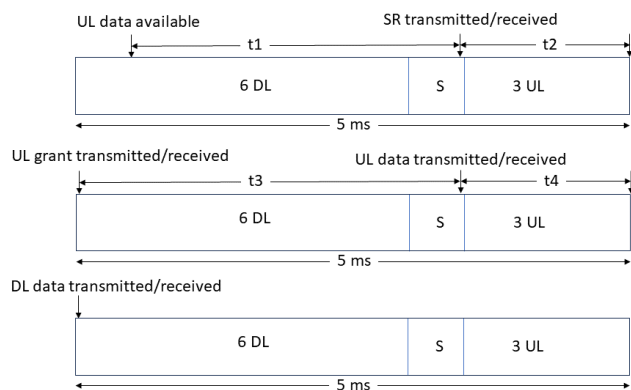 UL data available SR transmitted/received
t1 t2
6 DL S 3 UL
5 ms
UL grant transmitted/received UL data transmitted/received
t3 t4
6 DL S 3 UL
5 ms
DL data transmitted/received
6 DL S 3 UL
5 ms